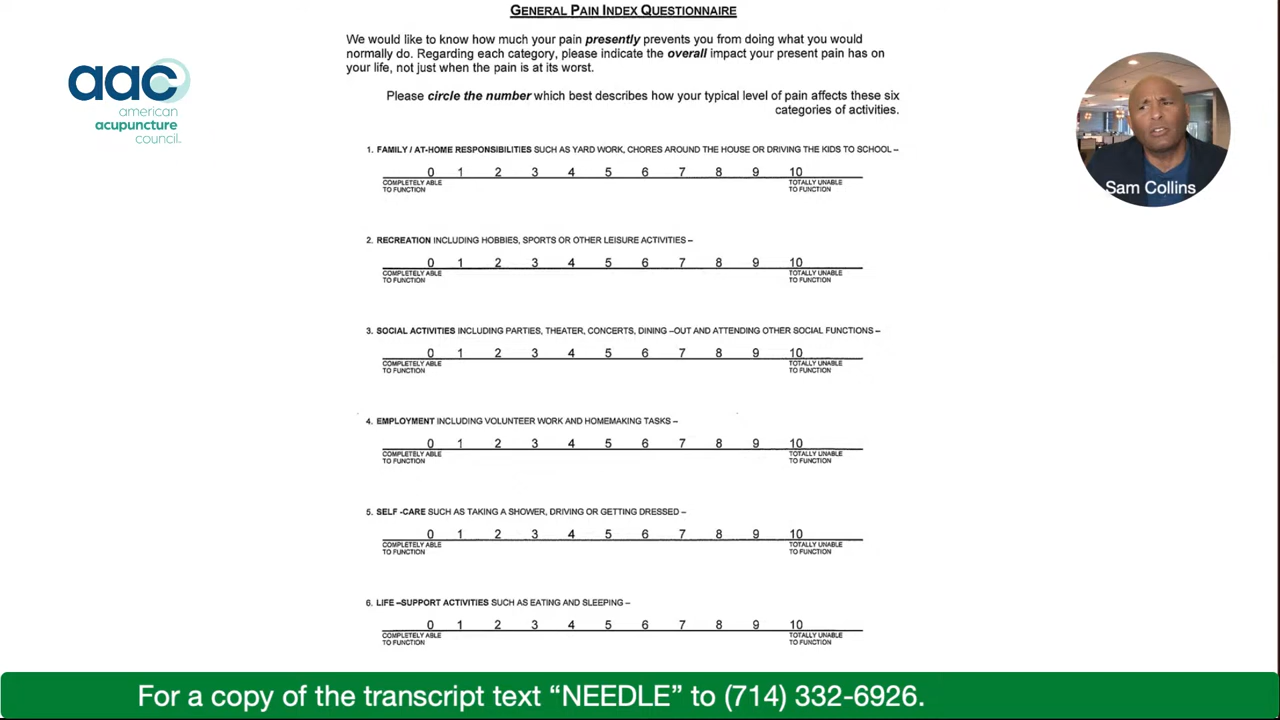 GENERAL PAIN INDEX QUESTIONNAIRE
We would like to know how much your pain presently prevents you from doing what you would
normally do. Regarding each category, please indicate the overall impact your present pain has on
your life, not just when the pain is at its worst.
Please circle the number which best describes how your typical level of pain affects these six
categories of activities.
aac
american
acupuncture
council.
Sam Collins
1. FAMILY / AT-HOME RESPONSIBILITIES SUCH AS YARD WORK, CHORES AROUND THE HOUSE OR DRIVING THE KIDS TO SCHOOL –
0 1 2 3 4 5 6 7 8 9 10
COMPLETELY ABLE TOTALLY UNABLE
TO FUNCTION TO FUNCTION
2. RECREATION INCLUDING HOBBIES, SPORTS OR OTHER LEISURE ACTIVITIES –
0 1 2 3 4 5 6 7 8 9 10
COMPLETELY ABLE TOTALLY UNABLE
TO FUNCTION TO FUNCTION
3. SOCIAL ACTIVITIES INCLUDING PARTIES, THEATER, CONCERTS, DINING –OUT AND ATTENDING OTHER SOCIAL FUNCTIONS –
0 1 2 3 4 5 6 7 8 9 10
COMPLETELY ABLE TOTALLY UNABLE
TO FUNCTION TO FUNCTION
4. EMPLOYMENT INCLUDING VOLUNTEER WORK AND HOMEMAKING TASKS –
0 1 2 3 4 5 6 7 8 9 10
COMPLETELY ABLE TOTALLY UNABLE
TO FUNCTION TO FUNCTION
5. SELF -CARE SUCH AS TAKING A SHOWER, DRIVING OR GETTING DRESSED –
0 1 2 3 4 5 6 7 8 9 10
COMPLETELY ABLE TOTALLY UNABLE
TO FUNCTION TO FUNCTION
6. LIFE –SUPPORT ACTIVITIES SUCH AS EATING AND SLEEPING –
0 1 2 3 4 5 6 7 8 9 10
COMPLETELY ABLE TOTALLY UNABLE
TO FUNCTION TO FUNCTION
For a copy of the transcript text “NEEDLE” to (714) 332-6926.